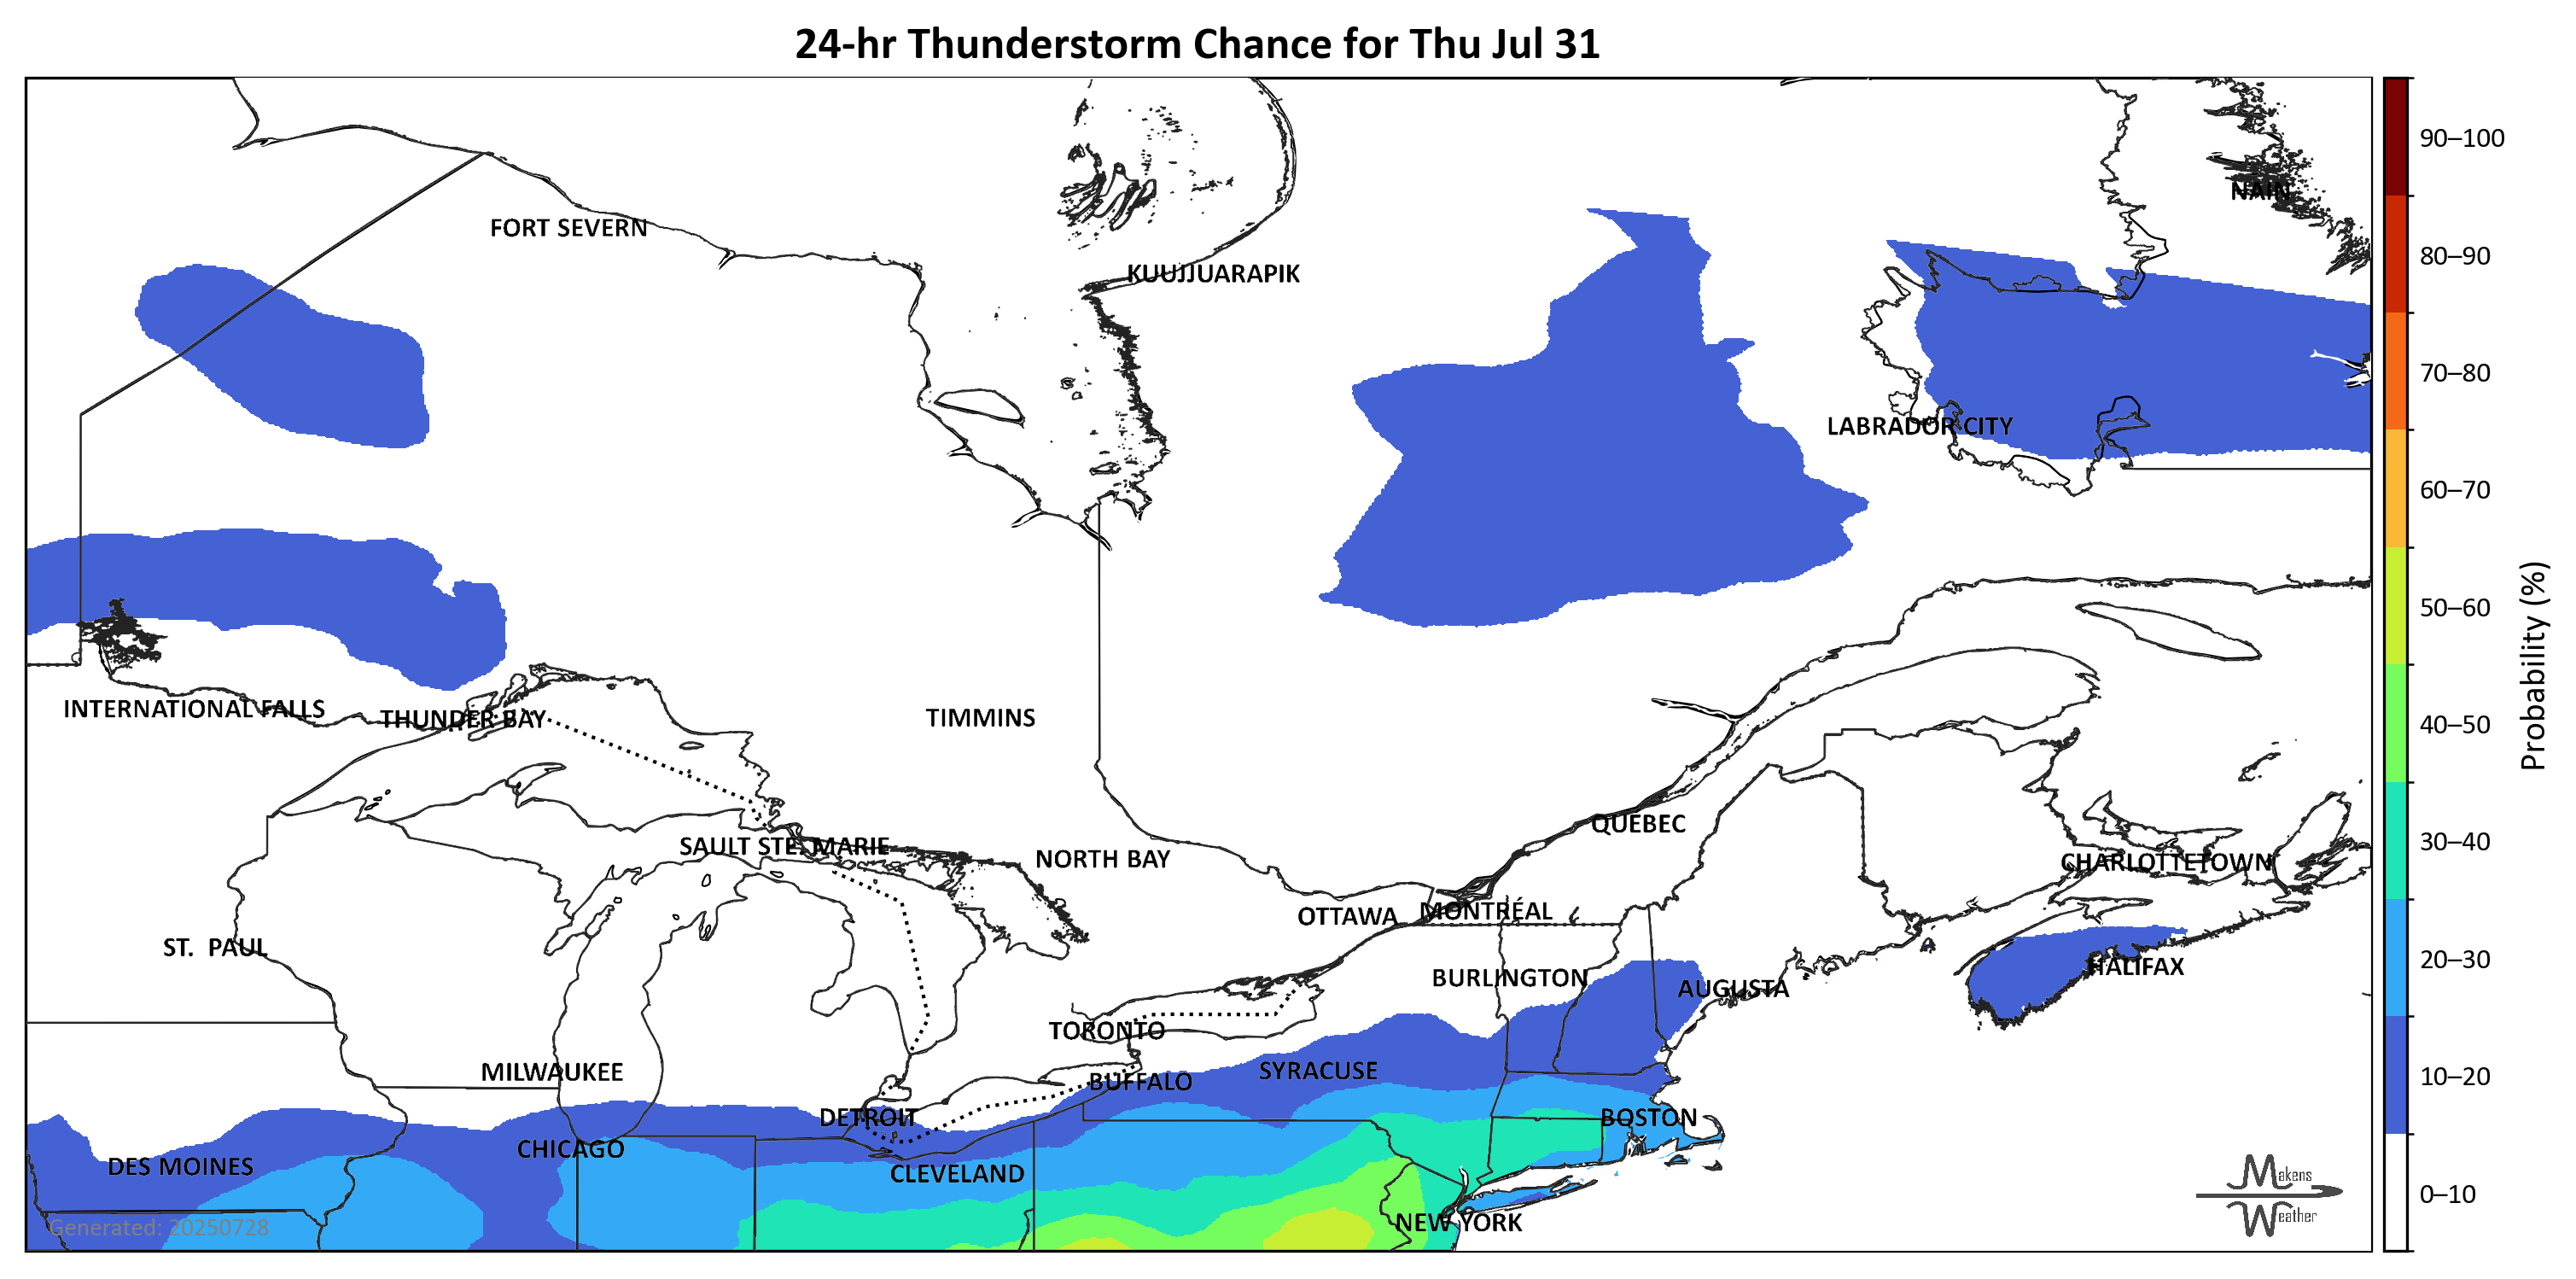 24-hr Thunderstorm Chance for Thu Jul 31
90–100
NAIN
FORT SEVERN
80–90
KUUJJUARAPIK
70–80
LABRADOR CITY
60–70
50–60
Probability (%)
INTERNATIONAL FALLS
THUNDER BAY
TIMMINS
40–50
QUEBEC
30–40
SAULT STE. MARIE
NORTH BAY
CHARLOTTETOWN
OTTAWA
MONTRÉAL
ST. PAUL
20–30
BURLINGTON
HALIFAX
AUGUSTA
TORONTO
MILWAUKEE
SYRACUSE
10–20
BUFFALO
DETROIT
BOSTON
CHICAGO
DES MOINES
CLEVELAND
Makens
Weather
0–10
NEW YORK
Generated: 20250728